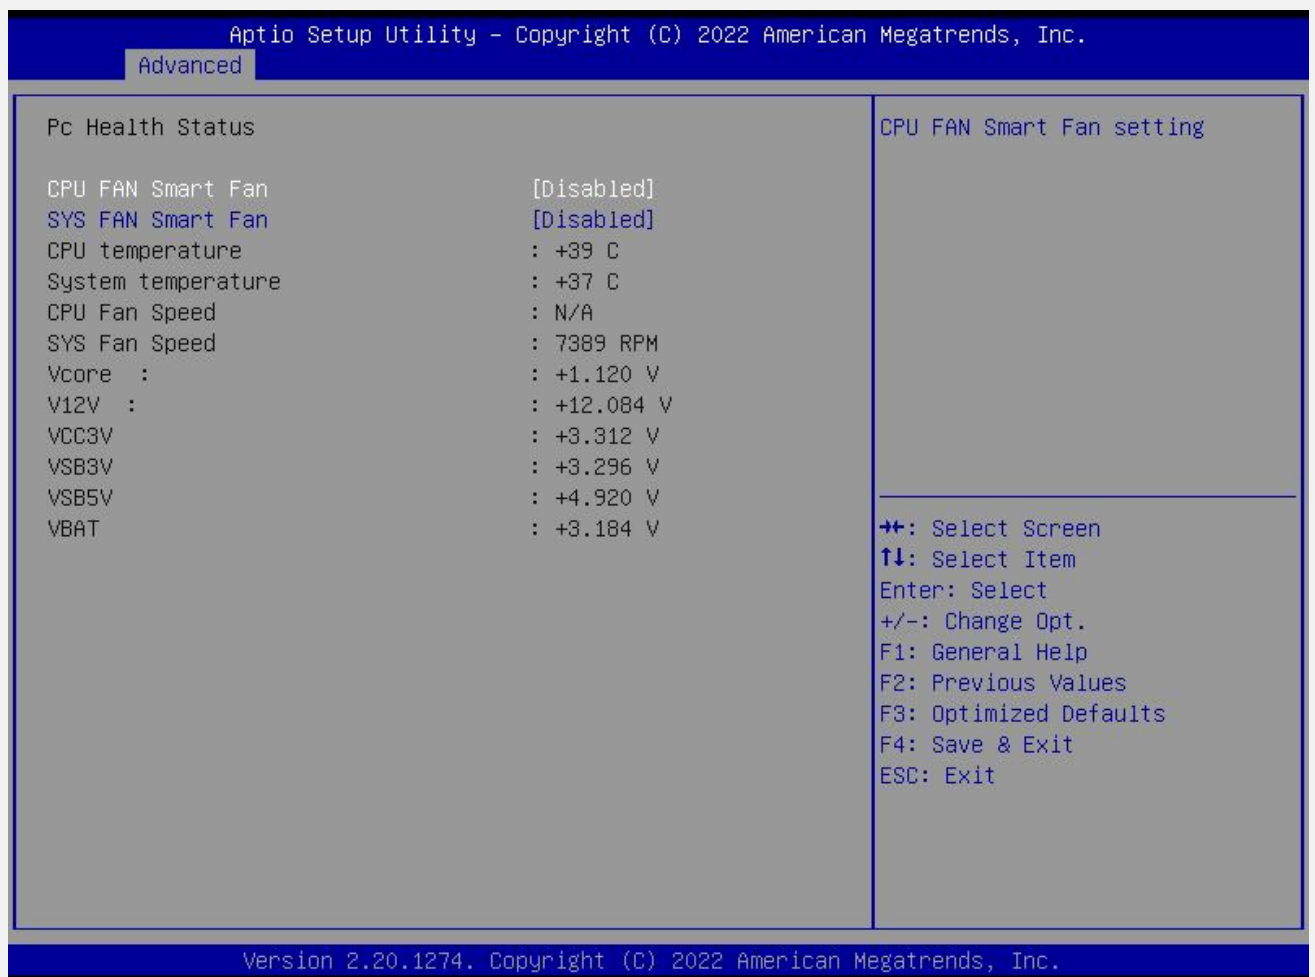 Aptio Setup Utility – Copyright (C) 2022 American Megatrends, Inc.
Advanced
Pc Health Status
CPU FAN Smart Fan [Disabled]
SYS FAN Smart Fan [Disabled]
CPU temperature : +39 C
System temperature : +37 C
CPU Fan Speed : N/A
SYS Fan Speed : 7389 RPM
Vcore : : +1.120 V
V12V : : +12.084 V
VCC3V : +3.312 V
VSB3V : +3.296 V
VSB5V : +4.920 V
VBAT : +3.184 V
CPU FAN Smart Fan setting
→←: Select Screen
↑↓: Select Item
Enter: Select
+/-: Change Opt.
F1: General Help
F2: Previous Values
F3: Optimized Defaults
F4: Save & Exit
ESC: Exit
Version 2.20.1274. Copyright (C) 2022 American Megatrends, Inc.